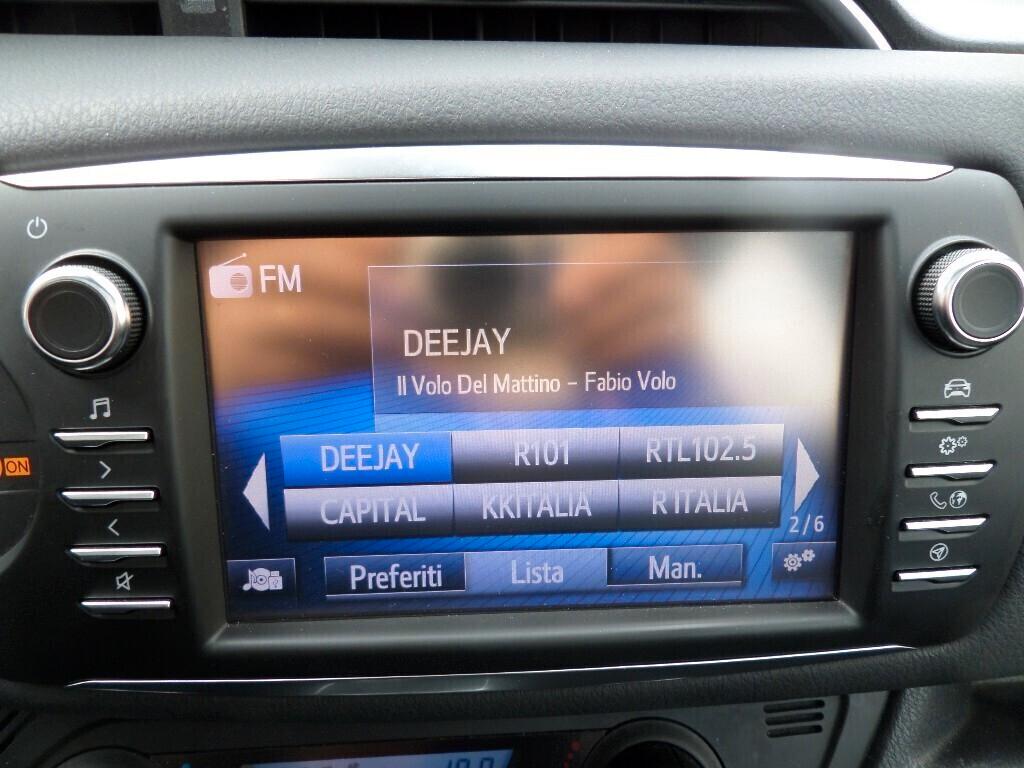 FM
DEEJAY
Il Volo Del Mattino - Fabio Volo
DEEJAY R101 RTL102.5
CAPITAL KKITALIA R ITALIA
2/6
Preferiti Lista Man.
ON